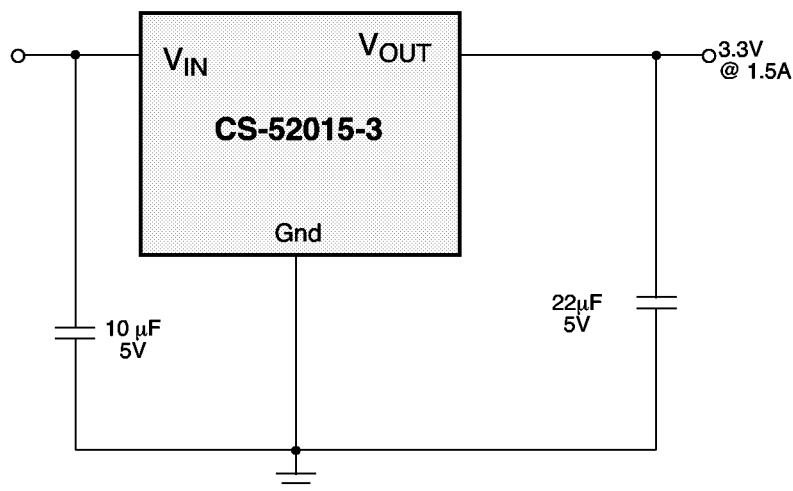 VIN
VOUT
3.3V
@ 1.5A
CS-52015-3
Gnd
10 µF
5V
22µF
5V